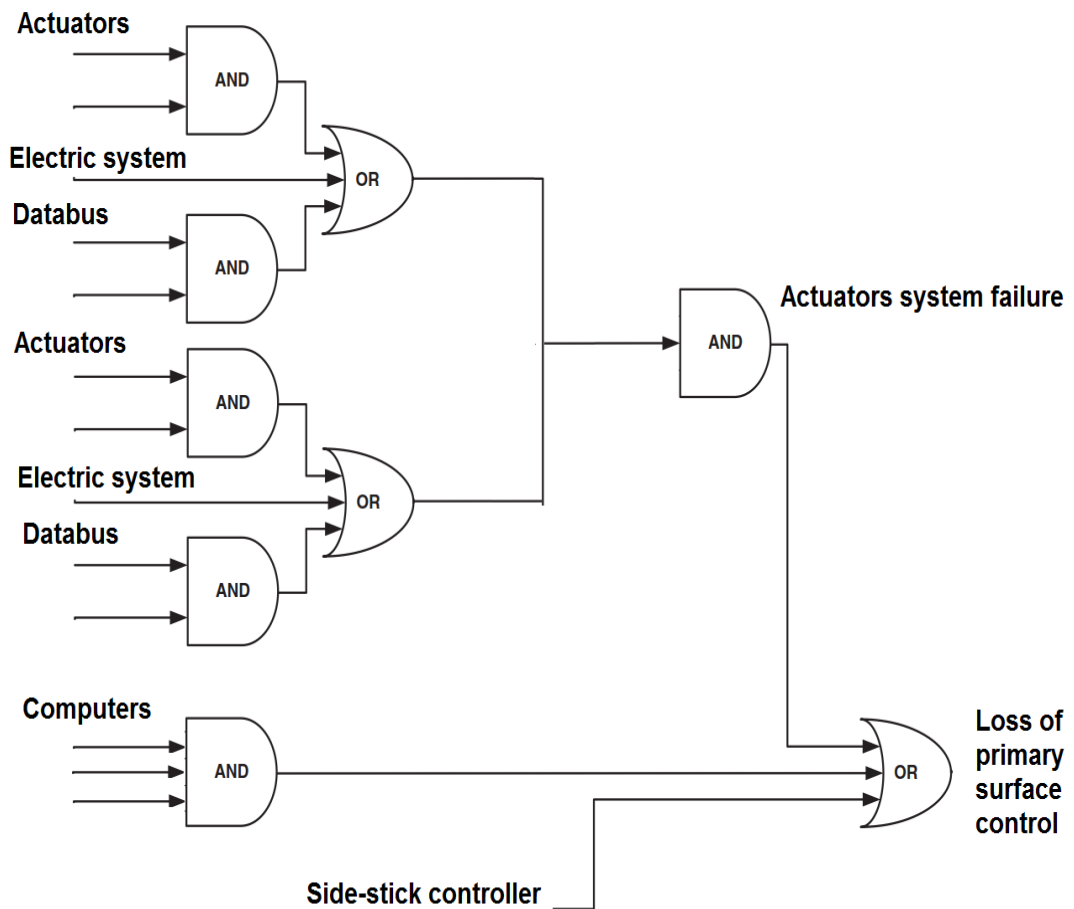 Actuators
AND
Electric system
OR
Databus
AND
Actuators system failure
Actuators
AND
AND
Electric system
OR
Databus
AND
Computers
AND
Loss of
primary
surface
control
OR
Side-stick controller